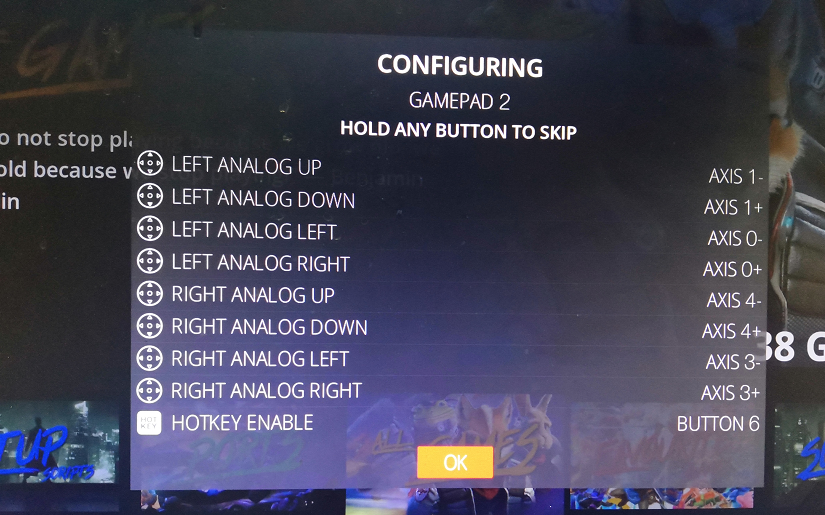 CONFIGURING
GAMEPAD 2
HOLD ANY BUTTON TO SKIP
o not stop pla
old because w
in
LEFT ANALOG UP AXIS 1-
LEFT ANALOG DOWN AXIS 1+
LEFT ANALOG LEFT AXIS 0-
LEFT ANALOG RIGHT AXIS 0+
RIGHT ANALOG UP AXIS 4-
RIGHT ANALOG DOWN AXIS 4+
RIGHT ANALOG LEFT AXIS 3-
RIGHT ANALOG RIGHT AXIS 3+
HOT
KEY
HOTKEY ENABLE BUTTON 6
OK
38 G
TUP
SCRIPTS